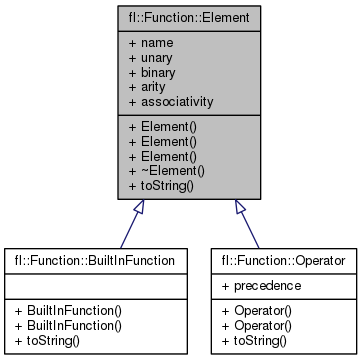 fl::Function::Element
+ name
+ unary
+ binary
+ arity
+ associativity
+ Element()
+ Element()
+ Element()
+ ~Element()
+ toString()
fl::Function::BuiltInFunction
+ BuiltInFunction()
+ BuiltInFunction()
+ toString()
fl::Function::Operator
+ precedence
+ Operator()
+ Operator()
+ toString()